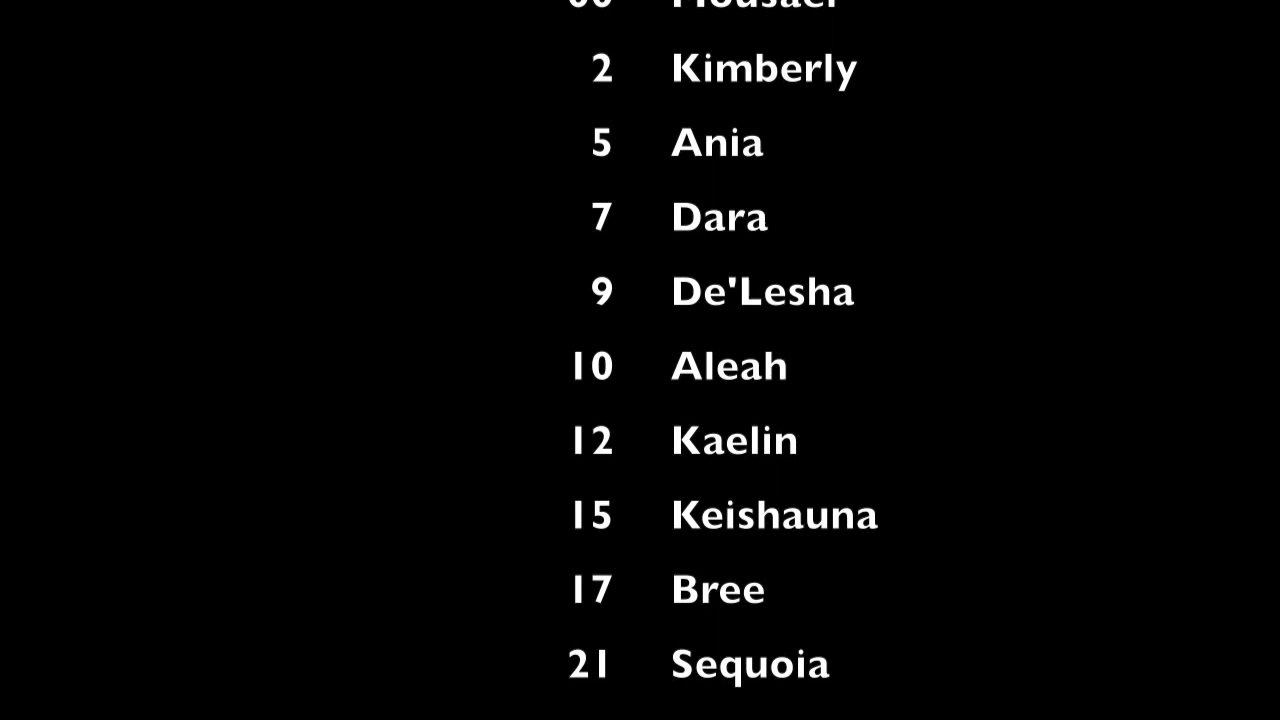 2 Kimberly
5 Ania
7 Dara
9 De'Lesha
10 Aleah
12 Kaelin
15 Keishauna
17 Bree
21 Sequoia